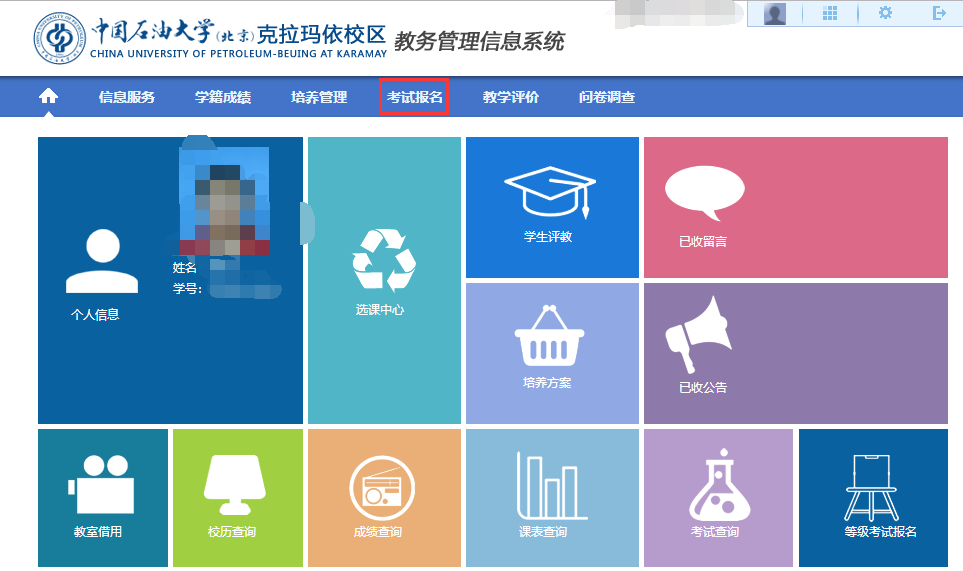 中国石油大学(北京)克拉玛依校区
CHINA UNIVERSITY OF PETROLEUM-BEIJING AT KARAMAY
教务管理信息系统
信息服务 学籍成绩 培养管理 考试报名 教学评价 问卷调查
姓名
学号:
个人信息
选课中心
学生评教
已收留言
培养方案
已收公告
教室借用
校历查询
成绩查询
课表查询
考试查询
等级考试报名